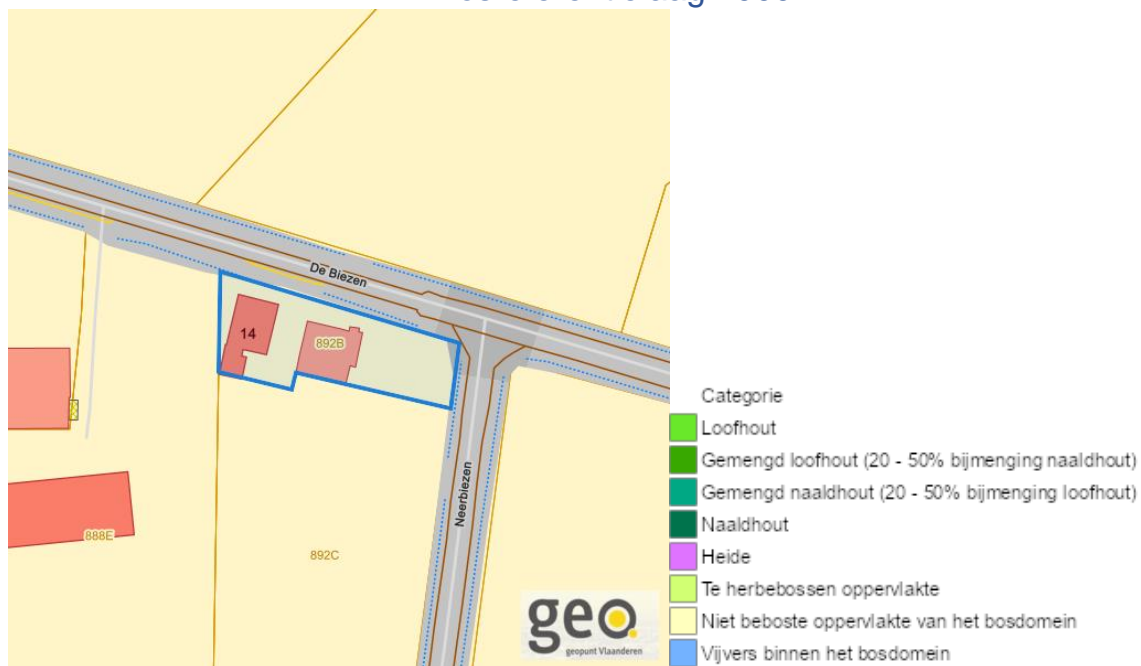 De Biezen
14
892B
Neerbiezen
888E
892C
geo.
geopunt Vlaanderen
Categorie
Loofhout
Gemengd loofhout (20 - 50% bijmenging naaldhout)
Gemengd naaldhout (20 - 50% bijmenging loofhout)
Naaldhout
Heide
Te herbebossen oppervlakte
Niet beboste oppervlakte van het bosdomein
Vijvers binnen het bosdomein